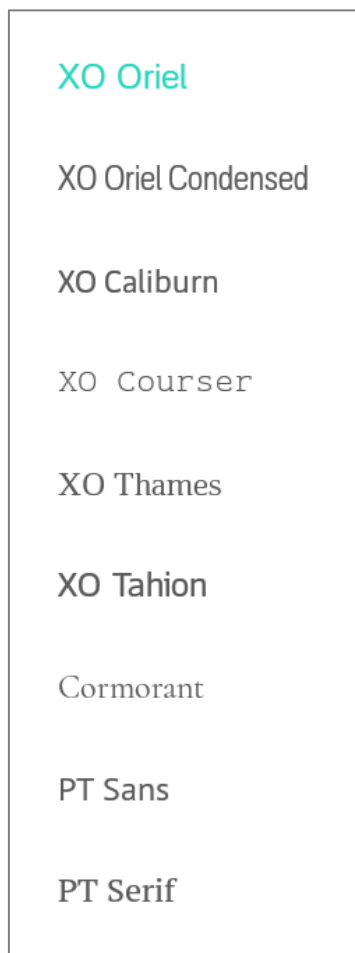 XO Oriel
XO Oriel Condensed
XO Caliburn
XO Courser
XO Thames
XO Tahion
Cormorant
PT Sans
PT Serif